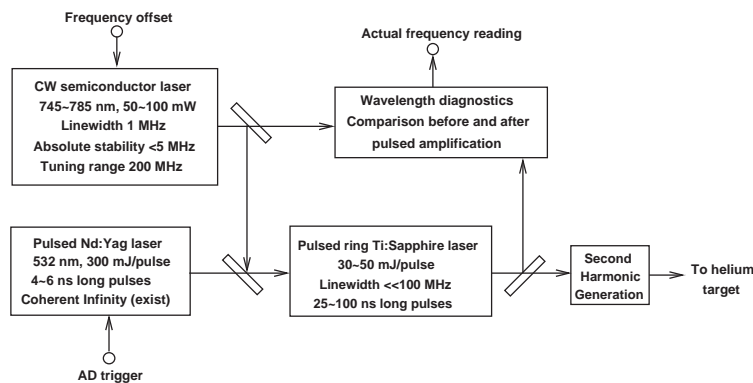 Frequency offset
Actual frequency reading
CW semiconductor laser
745~785 nm, 50~100 mW
Linewidth 1 MHz
Absolute stability <5 MHz
Tuning range 200 MHz
Wavelength diagnostics
Comparison before and after
pulsed amplification
Pulsed Nd:Yag laser
532 nm, 300 mJ/pulse
4~6 ns long pulses
Coherent Infinity (exist)
Pulsed ring Ti:Sapphire laser
30~50 mJ/pulse
Linewidth <<100 MHz
25~100 ns long pulses
Second
Harmonic
Generation
To helium
target
AD trigger